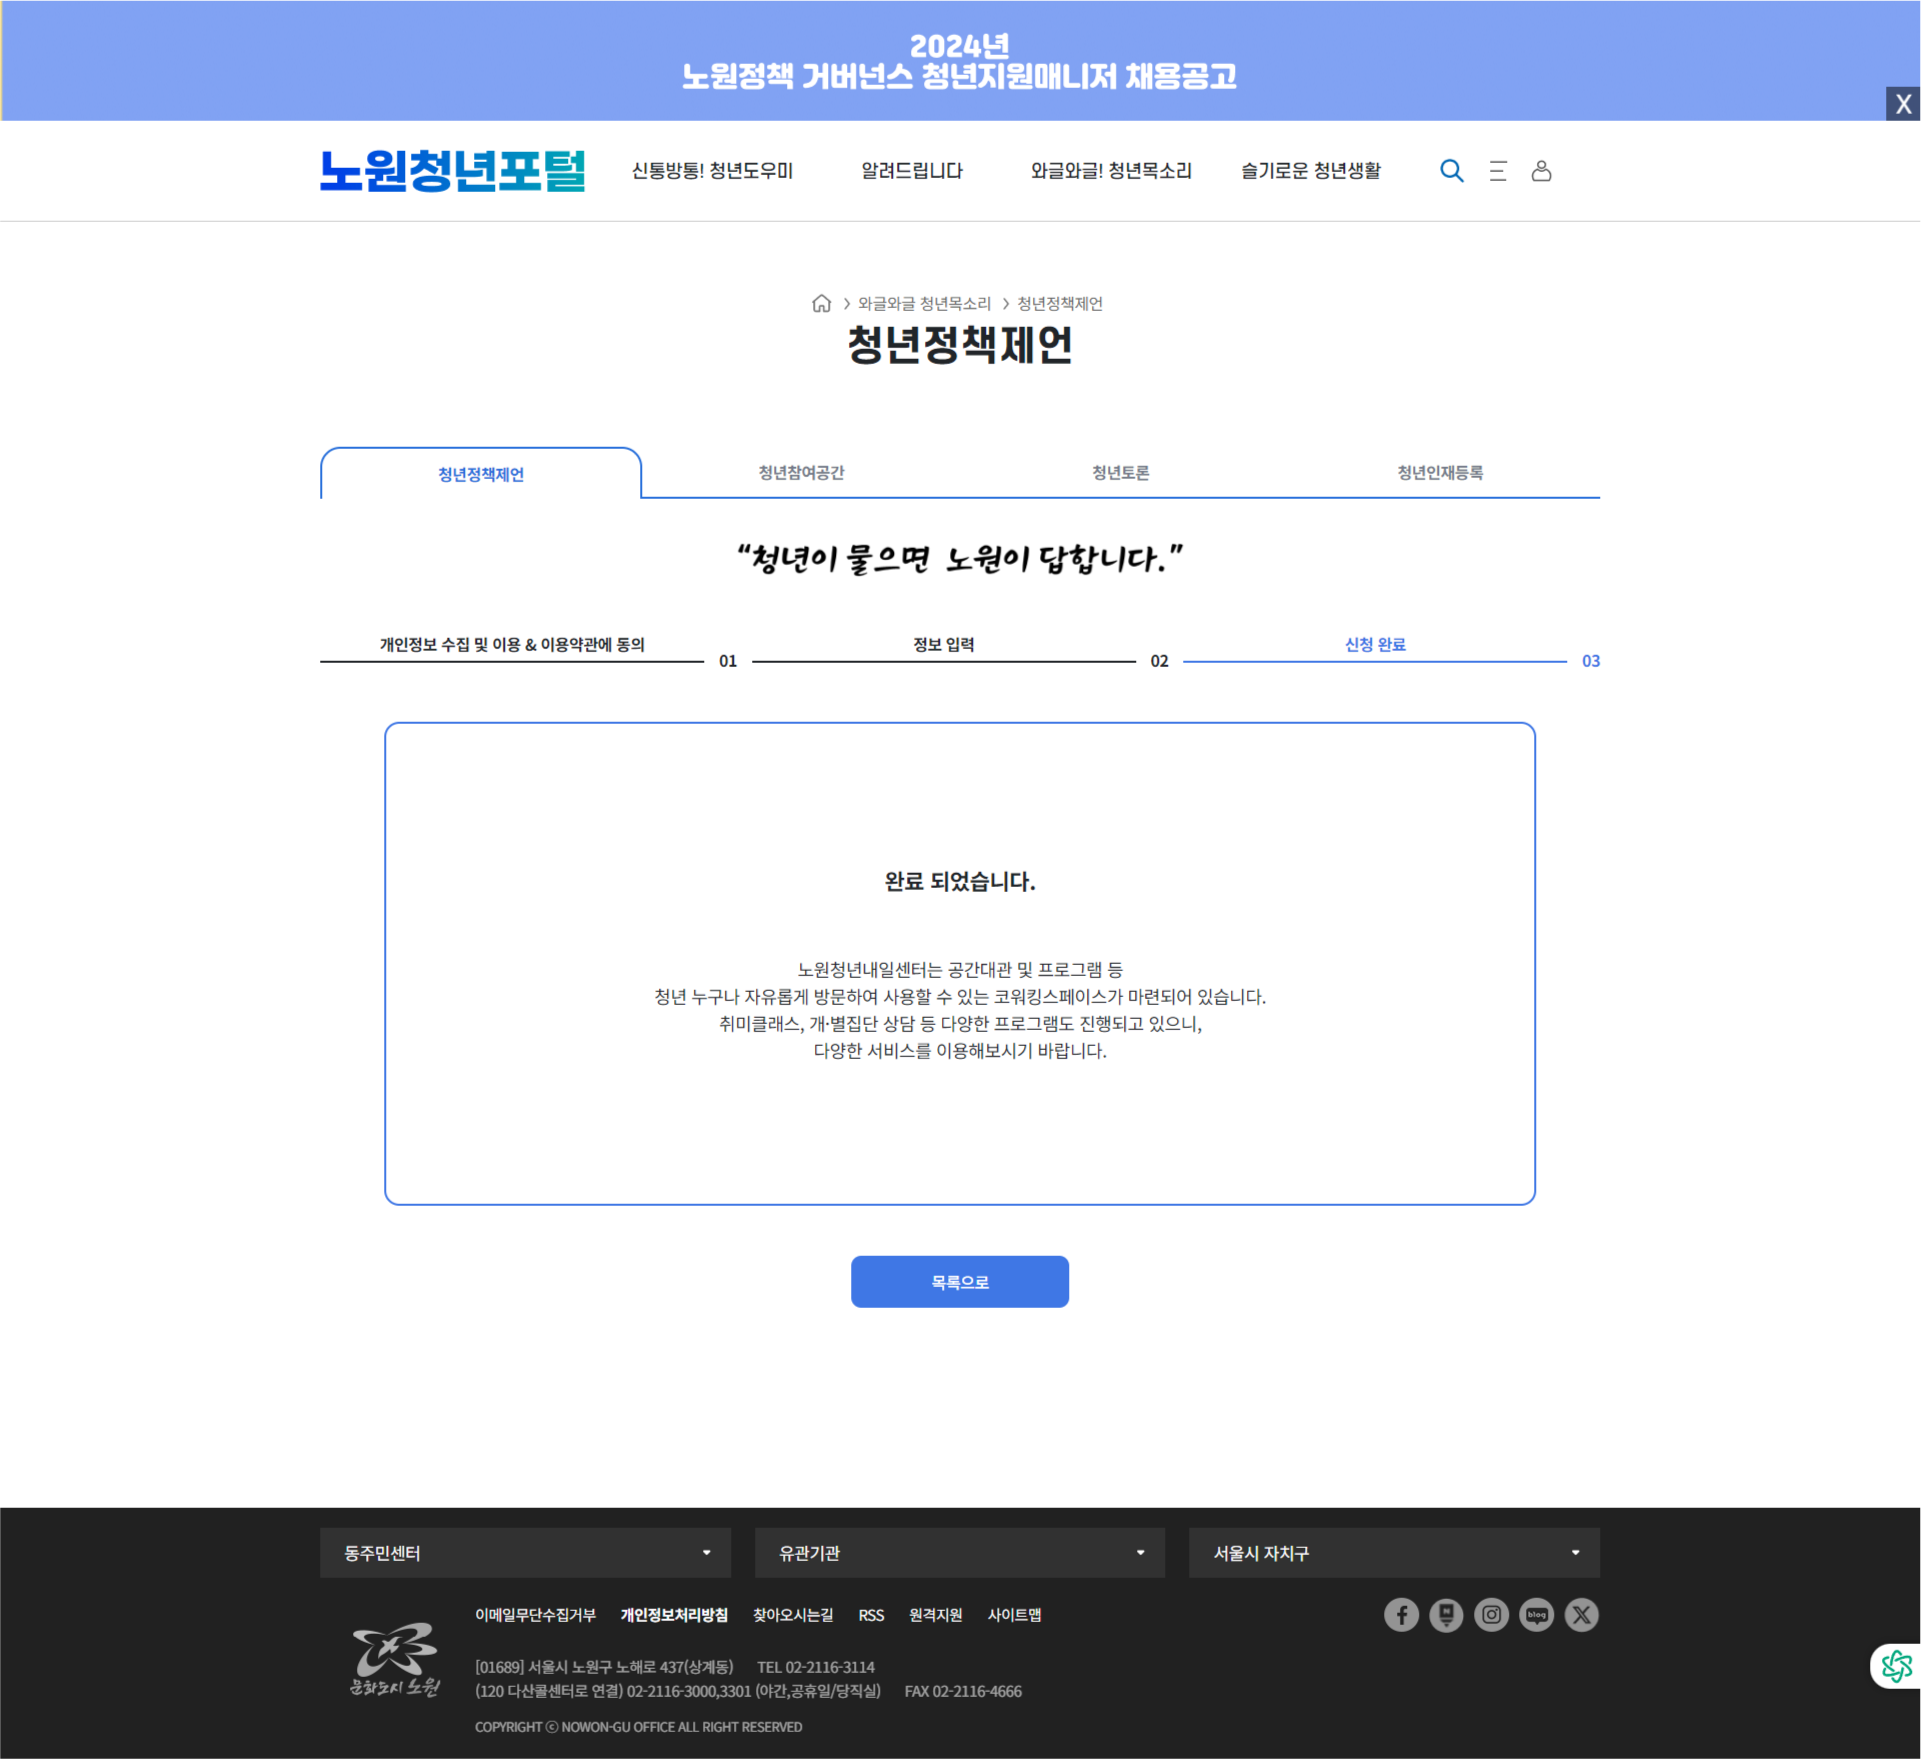 2024년
노원정책 거버넌스 청년지원매니저 채용공고
X
노원청년포털
신통방통! 청년도우미
알려드립니다
와글와글! 청년목소리
슬기로운 청년생활
와글와글 청년목소리 > 청년정책제언
청년정책제언
청년정책제언
청년참여공간
청년토론
청년인재등록
“청년이 물으면 노원이 답합니다.”
개인정보 수집 및 이용 & 이용약관에 동의
01
정보 입력
02
신청 완료
03
완료 되었습니다.
노원청년내일센터는 공간대관 및 프로그램 등
청년 누구나 자유롭게 방문하여 사용할 수 있는 코워킹스페이스가 마련되어 있습니다.
취미클래스, 개·별집단 상담 등 다양한 프로그램도 진행되고 있으니,
다양한 서비스를 이용해보시기 바랍니다.
목록으로
동주민센터
유관기관
서울시 자치구
이메일무단수집거부 개인정보처리방침 찾아오시는길 RSS 원격지원 사이트맵
blog
문화도시 노원
[01689] 서울시 노원구 노해로 437(상계동) TEL 02-2116-3114
(120 다산콜센터로 연결) 02-2116-3000,3301 (야간,공휴일/당직실) FAX 02-2116-4666
COPYRIGHT ⓒ NOWON-GU OFFICE ALL RIGHT RESERVED